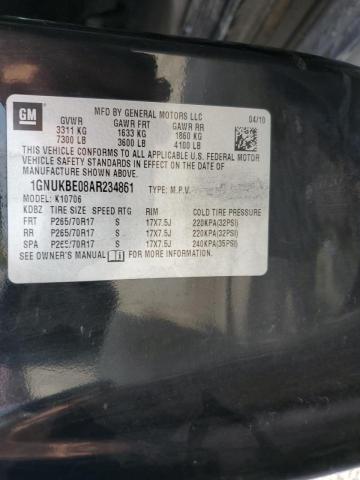 GM
MFD BY GENERAL MOTORS LLC 04/10
GVWR GAWR FRT GAWR RR
3311 KG 1633 KG 1860 KG
7300 LB 3600 LB 4100 LB
THIS VEHICLE CONFORMS TO ALL APPLICABLE U.S. FEDERAL
MOTOR VEHICLE SAFETY STANDARDS IN EFFECT ON THE DATE OF
MANUFACTURE SHOWN ABOVE.
1GNUKBE08AR234861 TYPE: M.P.V.
MODEL: K10706
KDBZ TIRE SIZE SPEED RTG RIM COLD TIRE PRESSURE
FRT P265/70R17 S 17X7.5J 220KPA(32PSI)
RR P265/70R17 S 17X7.5J 220KPA(32PSI)
SPA P265/70R17 S 17X7.5J 240KPA(35PSI)
SEE OWNER'S MANUAL FOR MORE INFORMATION.